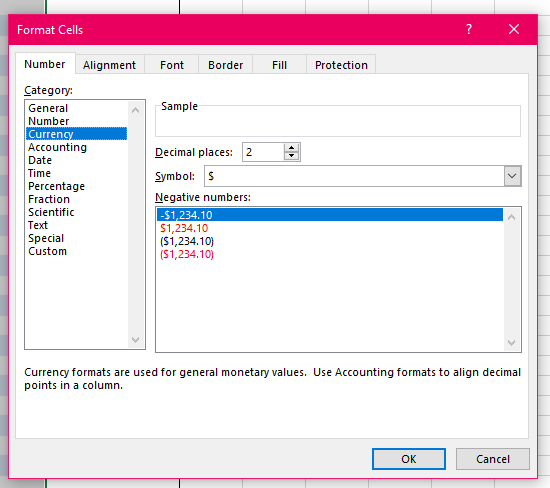 Format Cells
?
Number
Alignment
Font
Border
Fill
Protection
Category:
General
Number
Currency
Accounting
Date
Time
Percentage
Fraction
Scientific
Text
Special
Custom
Sample
Decimal places: 2
Symbol: $
Negative numbers:
-$1,234.10
$1,234.10
($1,234.10)
($1,234.10)
Currency formats are used for general monetary values.  Use Accounting formats to align decimal
points in a column.
OK
Cancel